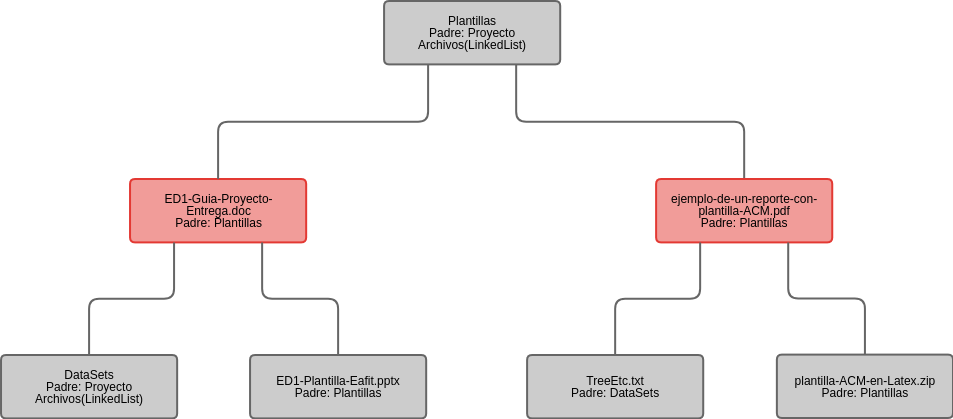 Plantillas
Padre: Proyecto
Archivos(LinkedList)
ED1-Guia-Proyecto-
Entrega.doc
Padre: Plantillas
ejemplo-de-un-reporte-con-
plantilla-ACM.pdf
Padre: Plantillas
DataSets
Padre: Proyecto
Archivos(LinkedList)
ED1-Plantilla-Eafit.pptx
Padre: Plantillas
TreeEtc.txt
Padre: DataSets
plantilla-ACM-en-Latex.zip
Padre: Plantillas